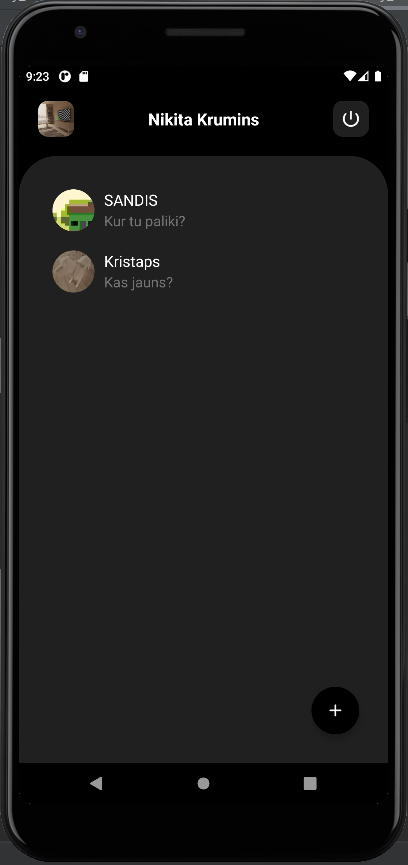 9:23
Nikita Krumins
SANDIS
Kur tu paliki?
Kristaps
Kas jauns?